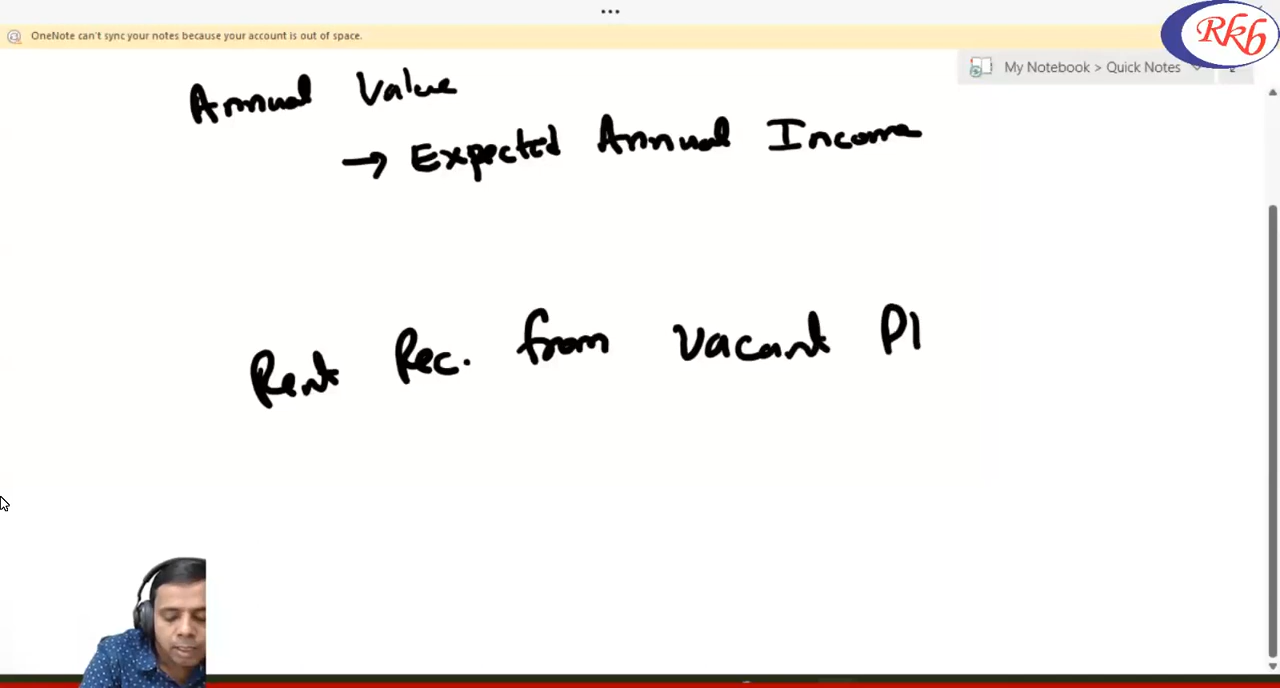 OneNote can't sync your notes because your account is out of space.
Rkb
My Notebook > Quick Notes
Annual Value
→ Expected Annual Income
Rent Rec. from Vacant Pl